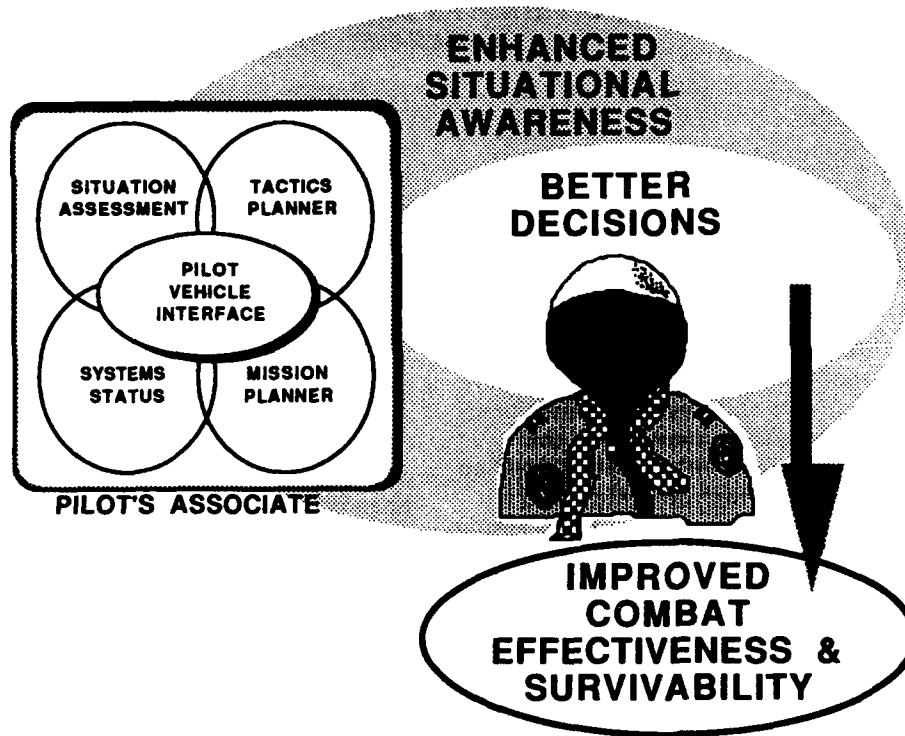 ENHANCED
SITUATIONAL
AWARENESS
SITUATION
ASSESSMENT
TACTICS
PLANNER
PILOT
VEHICLE
INTERFACE
SYSTEMS
STATUS
MISSION
PLANNER
PILOT'S ASSOCIATE
BETTER
DECISIONS
IMPROVED
COMBAT
EFFECTIVENESS &
SURVIVABILITY